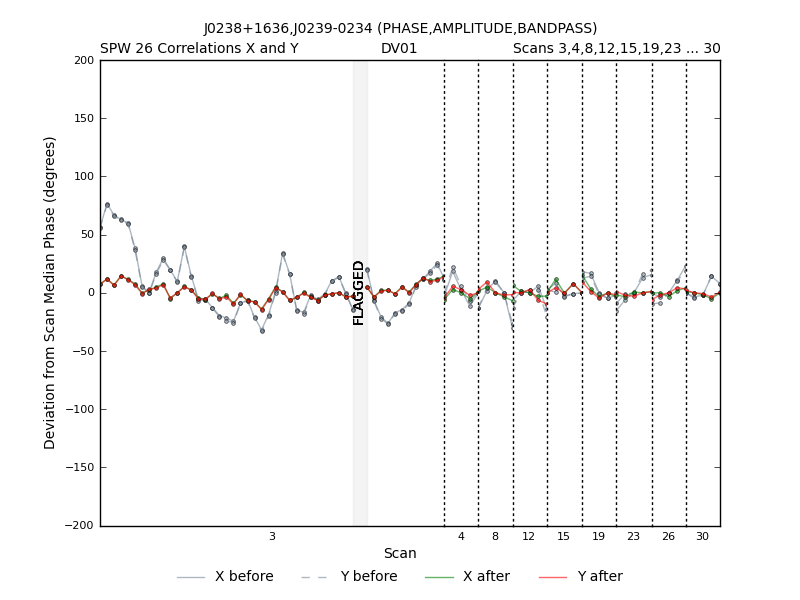 J0238+1636,J0239-0234 (PHASE,AMPLITUDE,BANDPASS)
SPW 26 Correlations X and Y DV01 Scans 3,4,8,12,15,19,23 ... 30
200
150
100
50
0
−50
−100
−150
−200
Deviation from Scan Median Phase (degrees)
FLAGGED
3 4 8 12 15 19 23 26 30
Scan
X before Y before X after Y after